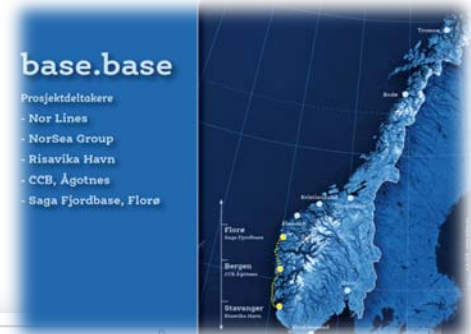 base.base
Prosjektdeltakere
- Nor Lines
- NorSea Group
- Risavika Havn
- CCB, Ågotnes
- Saga Fjordbase, Florø
Tromsø
Bodø
Kristiansund
Florø
Saga Fjordbase
Bergen
CCB Ågotnes
Stavanger
Risavika Havn